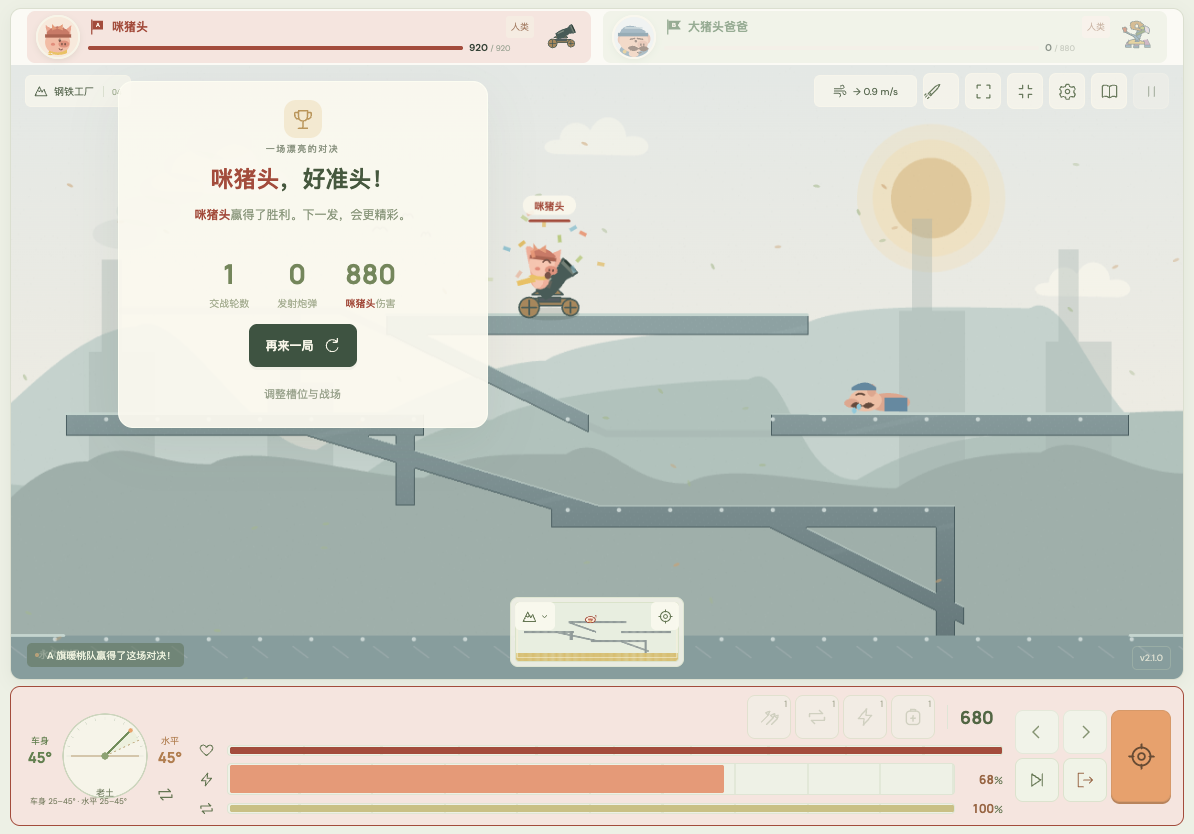 咪猪头
920 / 920
人类
大猪头爸爸
0 / 880
人类
钢铁工厂
→ 0.9 m/s
一场漂亮的对决
咪猪头，好准头！
咪猪头赢得了胜利。下一发，会更精彩。
1 0 880
交战轮数 发射炮弹 咪猪头伤害
再来一局
调整槽位与战场
咪猪头
A 旗暖桃队赢得了这场对决！
v2.1.0
车身
45°
水平
45°
老土
车身 25–45° · 水平 25–45°
1 1 1 1
680
68%
100%